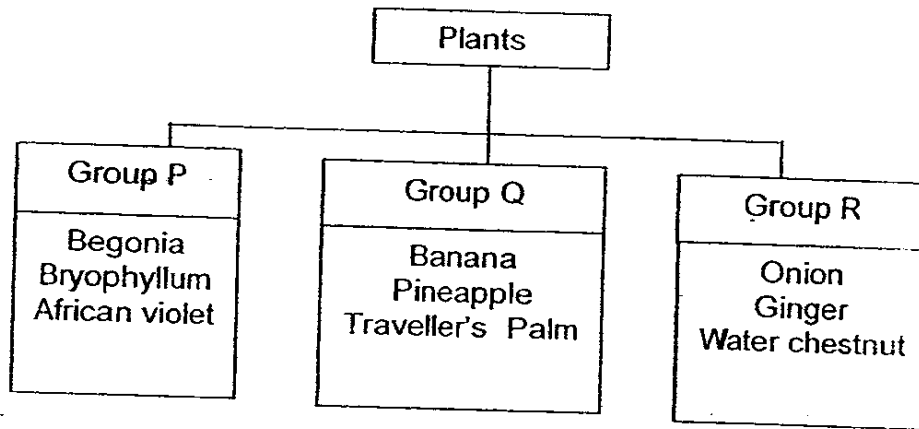 Plants
Group P
Begonia
Bryophyllum
African violet
Group Q
Banana
Pineapple
Traveller's Palm
Group R
Onion
Ginger
Water chestnut